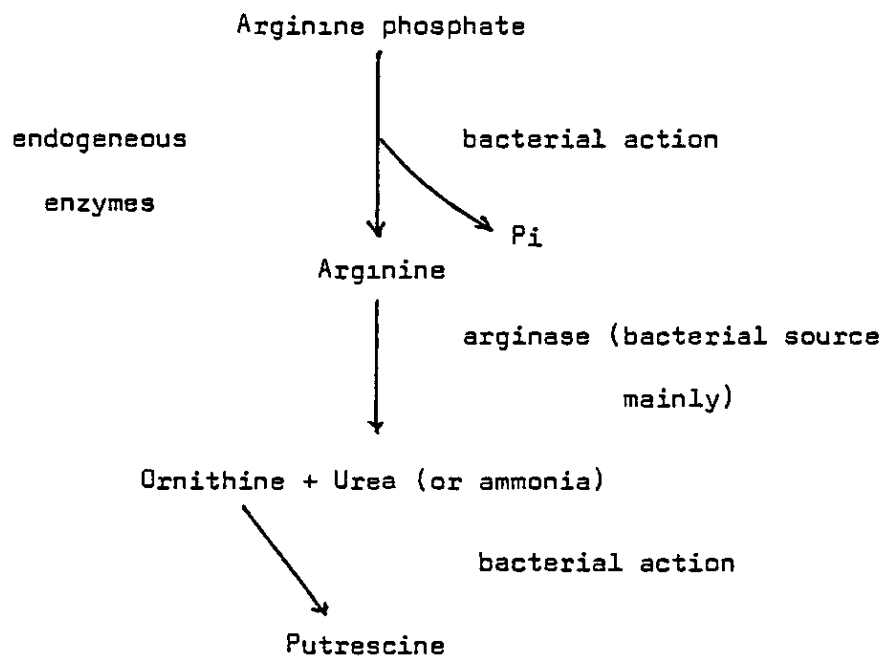 Arginine phosphate
endogeneous
bacterial action
enzymes
Pi
Arginine
arginase (bacterial source
mainly)
Ornithine + Urea (or ammonia)
bacterial action
Putrescine